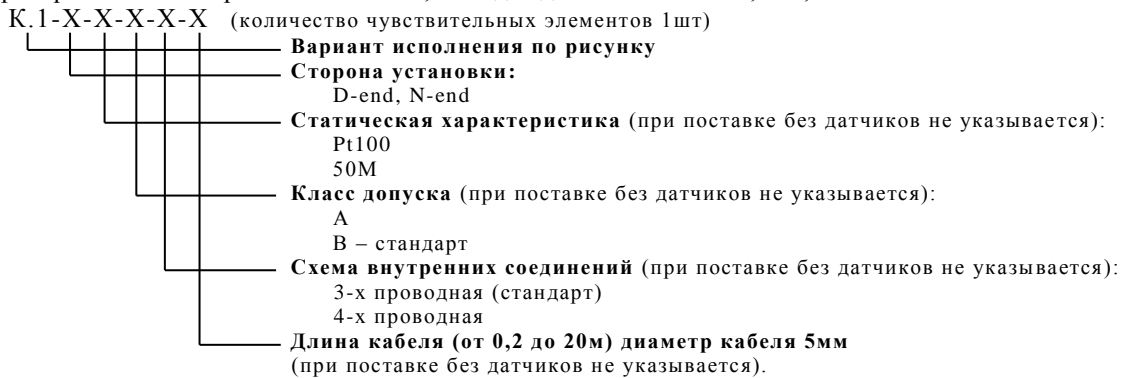 К.1-Х-Х-Х-Х-Х (количество чувствительных элементов 1шт)
Вариант исполнения по рисунку
Сторона установки:
D-end, N-end
Статическая характеристика (при поставке без датчиков не указывается):
Pt100
50М
Класс допуска (при поставке без датчиков не указывается):
А
В – стандарт
Схема внутренних соединений (при поставке без датчиков не указывается):
3-х проводная (стандарт)
4-х проводная
Длина кабеля (от 0,2 до 20м) диаметр кабеля 5мм
(при поставке без датчиков не указывается).